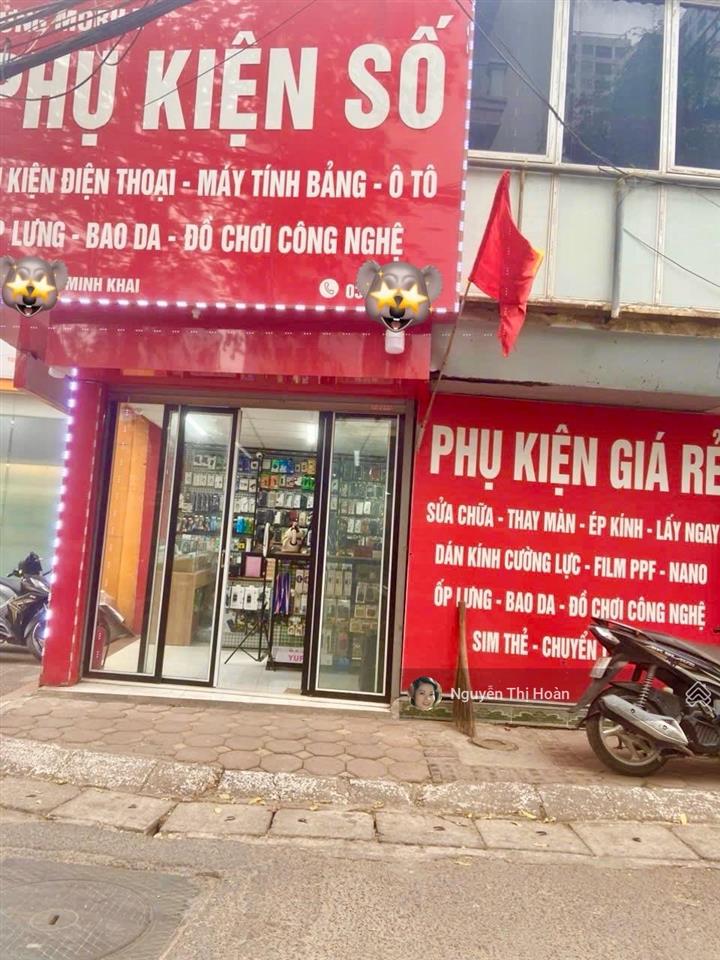 PHỤ KIỆN SỐ
KIỆN ĐIỆN THOẠI - MÁY TÍNH BẢNG - Ô TÔ
LƯNG - BAO DA - ĐỒ CHƠI CÔNG NGHỆ
MINH KHAI
PHỤ KIỆN GIÁ RẺ
SỬA CHỮA - THAY MÀN - ÉP KÍNH - LẤY NGAY
DÁN KÍNH CƯỜNG LỰC - FILM PPF - NANO
ỐP LƯNG - BAO DA - ĐỒ CHƠI CÔNG NGHỆ
SIM THẺ - CHUYỂN
Nguyễn Thị Hoàn